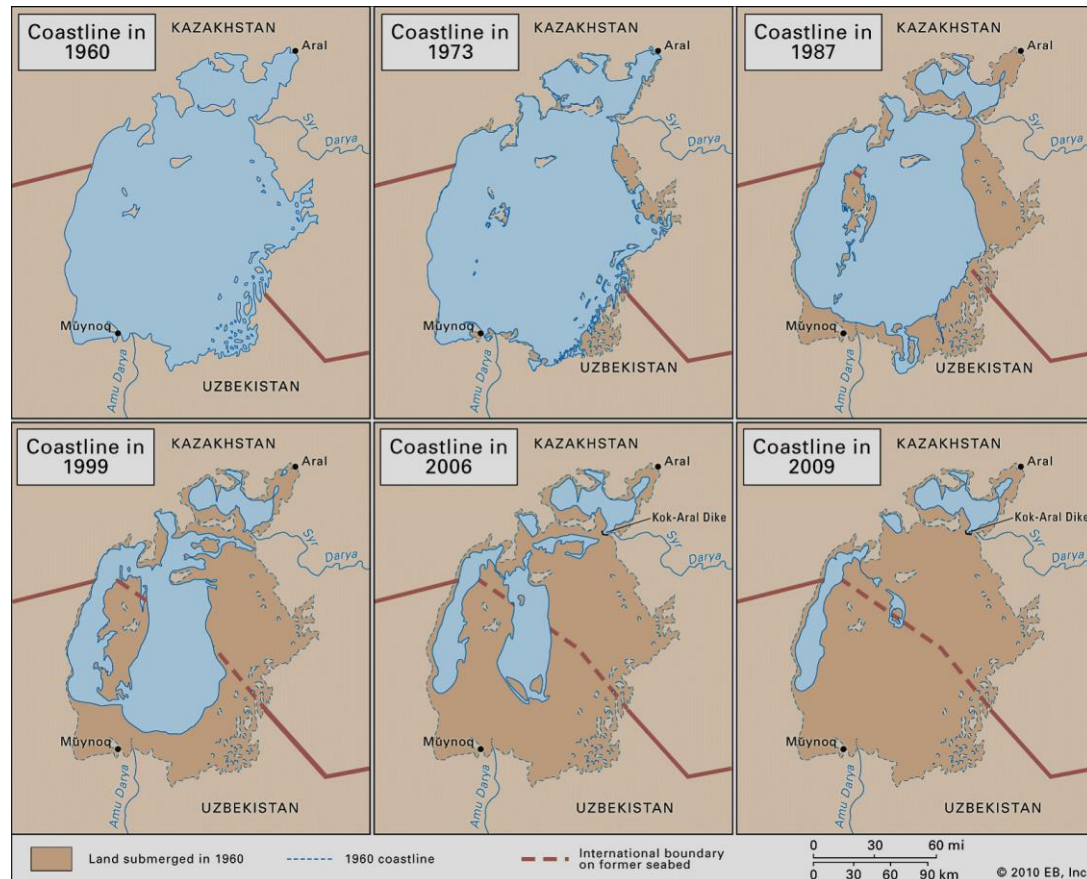 Coastline in
1960
KAZAKHSTAN
Aral
Syr
Darya
Mŭynoq
Amu Darya
UZBEKISTAN
Coastline in
1973
KAZAKHSTAN
Aral
Syr
Darya
Mŭynoq
Amu Darya
UZBEKISTAN
Coastline in
1987
KAZAKHSTAN
Aral
Syr
Darya
Mŭynoq
Amu Darya
UZBEKISTAN
Coastline in
1999
KAZAKHSTAN
Aral
Syr
Darya
Mŭynoq
Amu Darya
UZBEKISTAN
Coastline in
2006
KAZAKHSTAN
Aral
Kok-Aral Dike
Syr
Darya
Mŭynoq
Amu Darya
UZBEKISTAN
Coastline in
2009
KAZAKHSTAN
Aral
Kok-Aral Dike
Syr
Darya
Mŭynoq
Amu Darya
UZBEKISTAN
Land submerged in 1960
1960 coastline
International boundary
on former seabed
0 30 60 mi
0 30 60 90 km
© 2010 EB, Inc